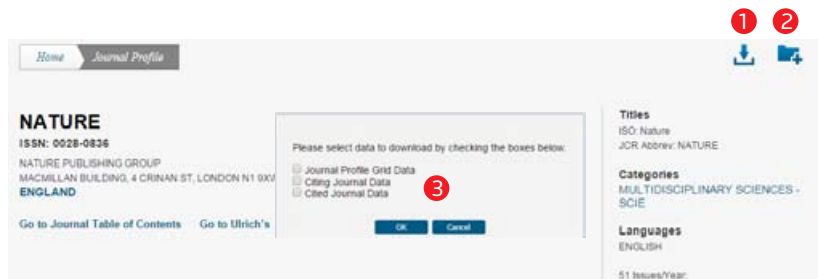 1 2
Home Journal Profile
NATURE
ISSN: 0028-0836
NATURE PUBLISHING GROUP
MACMILLAN BUILDING, 4 CRINAN ST, LONDON N1 9XW
ENGLAND
Go to Journal Table of Contents Go to Ulrich's
Please select data to download by checking the boxes below.
Journal Profile Grid Data
Citing Journal Data
Cited Journal Data
3
OK Cancel
Titles
ISO: Nature
JCR Abbrev: NATURE
Categories
MULTIDISCIPLINARY SCIENCES -
SCIE
Languages
ENGLISH
51 Issues/Year;